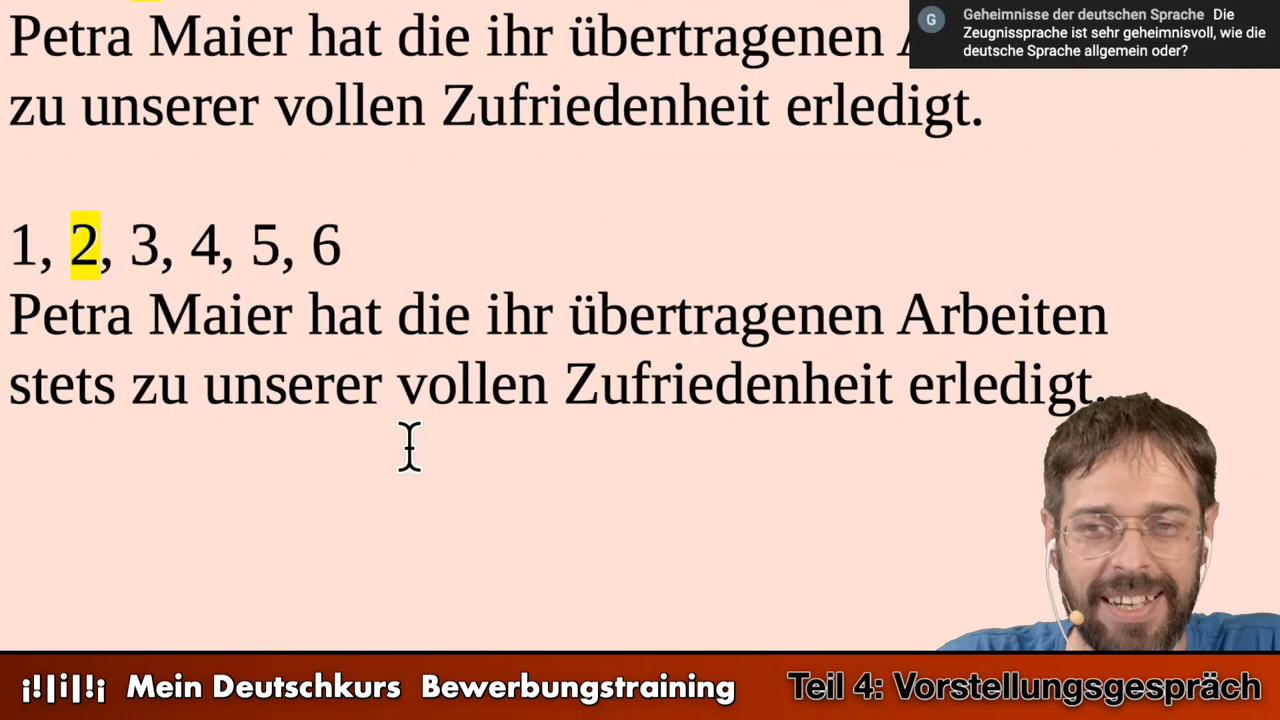 Petra Maier hat die ihr übertragenen
zu unserer vollen Zufriedenheit erledigt.
G
Geheimnisse der deutschen Sprache Die
Zeugnissprache ist sehr geheimnisvoll, wie die
deutsche Sprache allgemein oder?
1, 2, 3, 4, 5, 6
Petra Maier hat die ihr übertragenen Arbeiten
stets zu unserer vollen Zufriedenheit erledigt.
¡!|i|!¡ Mein Deutschkurs Bewerbungstraining
Teil 4: Vorstellungsgespräch